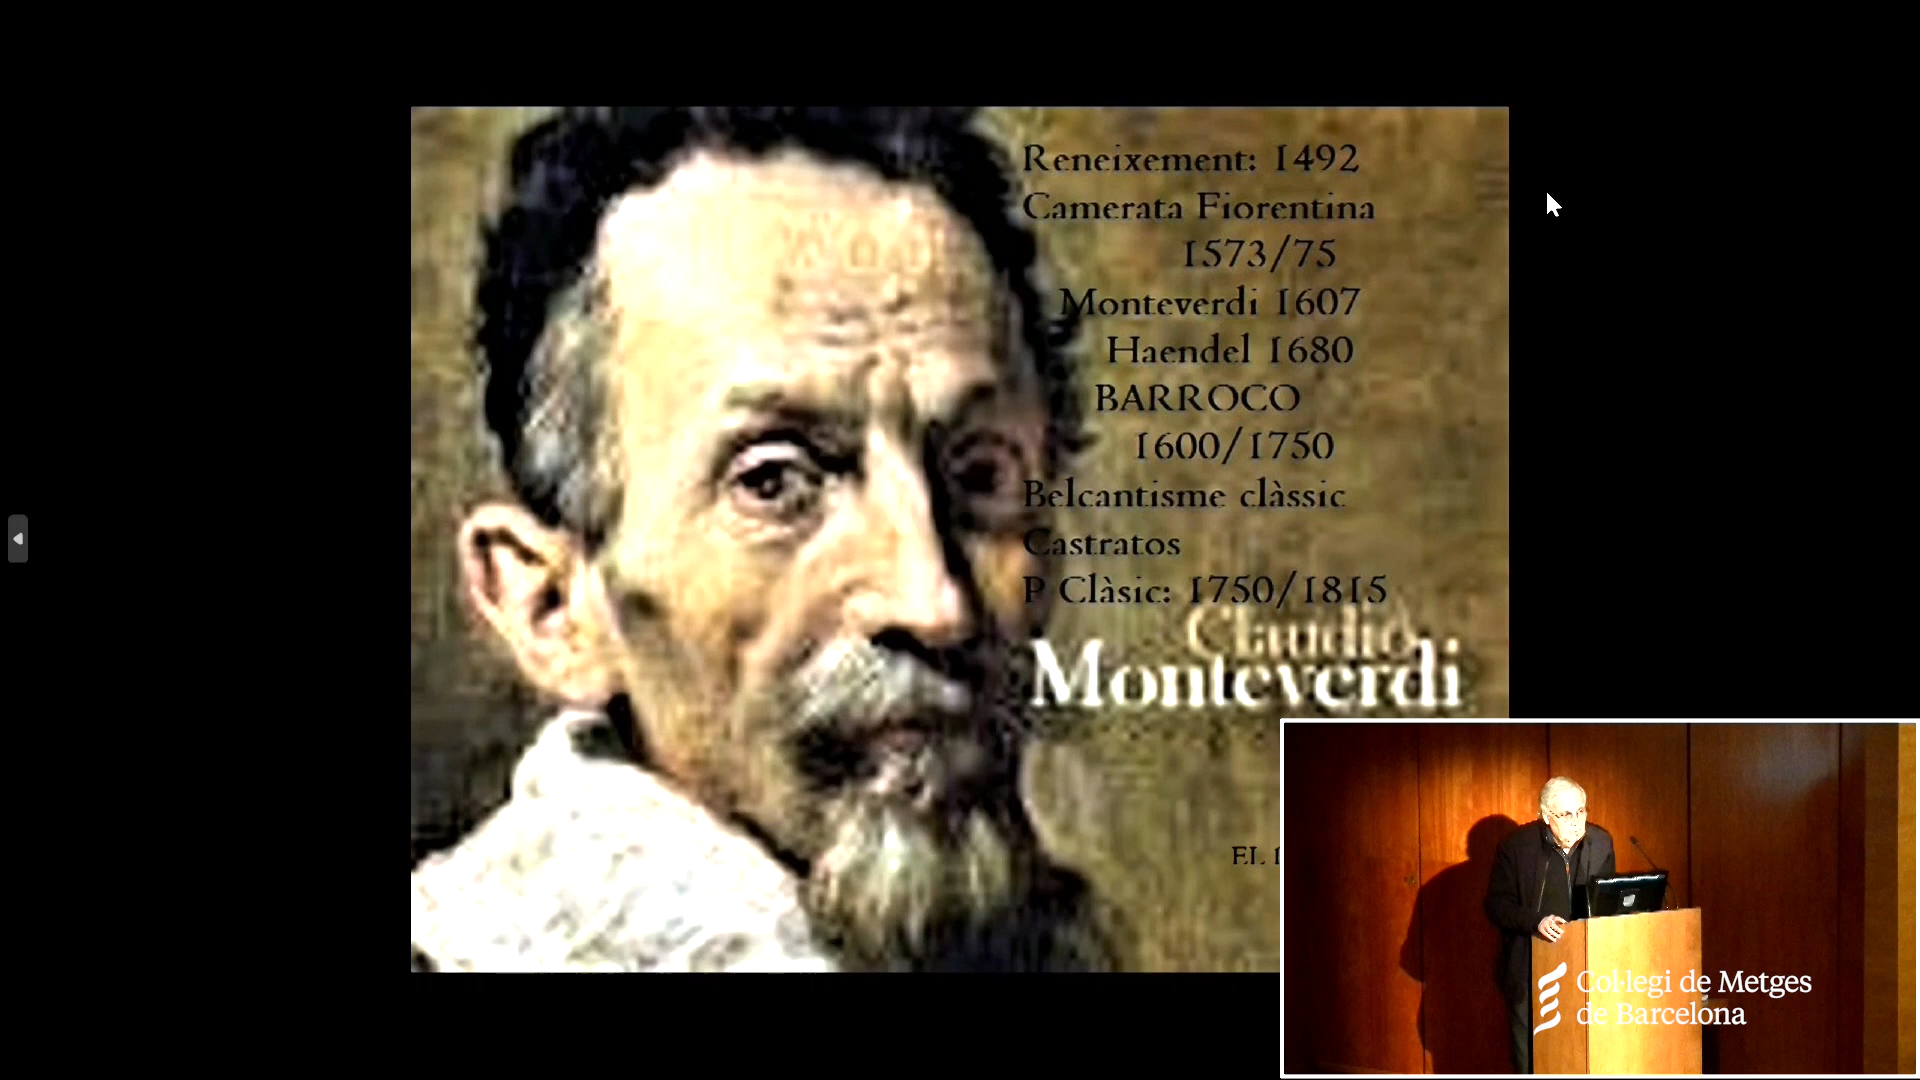 Reneixement: 1492
Camerata Fiorentina
1573/75
Monteverdi 1607
Haendel 1680
BARROCO
1600/1750
Belcantisme clàssic
Castratos
P Clàsic: 1750/1815
Claudio
Monteverdi
EL
Col·legi de Metges
de Barcelona